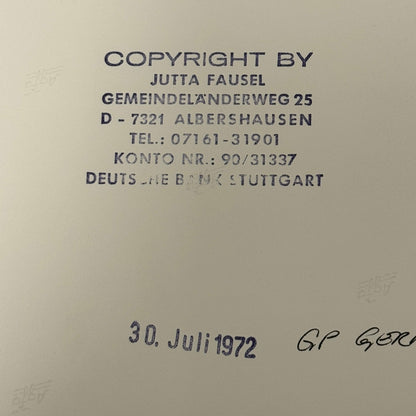 COPYRIGHT BY
JUTTA FAUSEL
GEMEINDELÄNDERWEG 25
D - 7321 ALBERSHAUSEN
TEL.: 07161-31901
KONTO NR.: 90/31337
DEUTSCHE BANK STUTTGART
30. Juli 1972 GP GERM